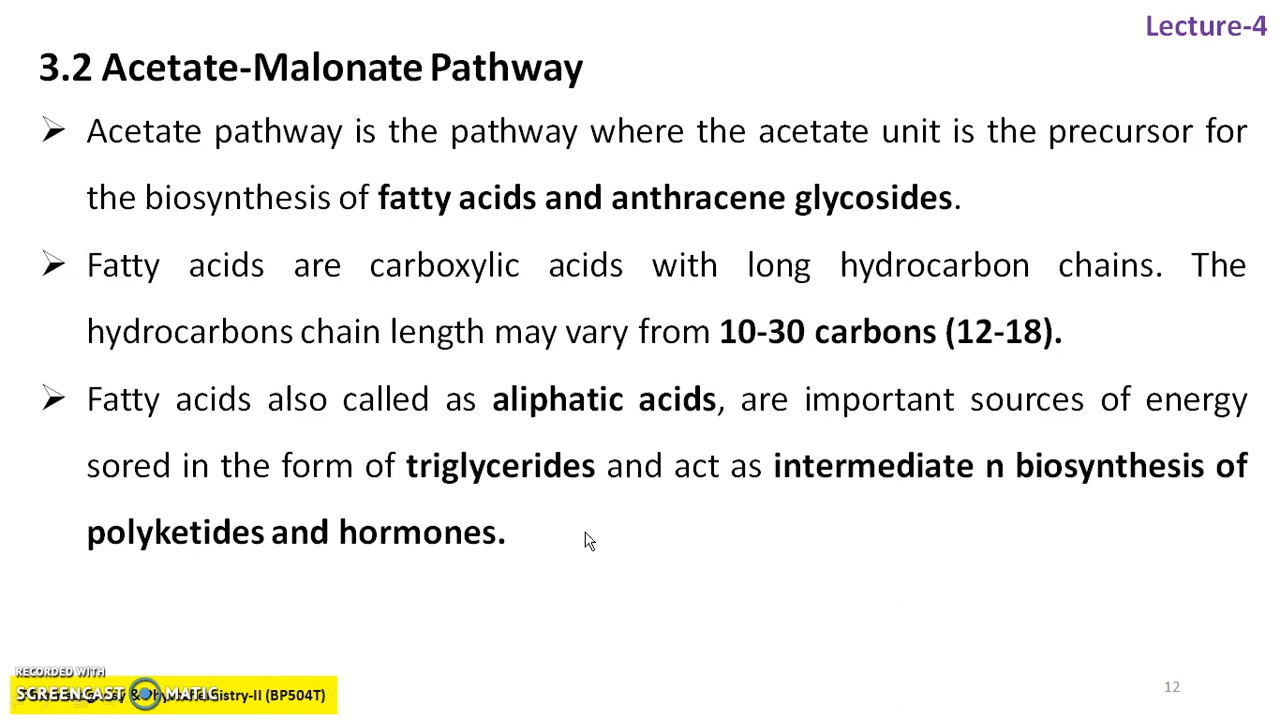 Lecture-4
3.2 Acetate-Malonate Pathway
➢ Acetate pathway is the pathway where the acetate unit is the precursor for
the biosynthesis of fatty acids and anthracene glycosides.
➢ Fatty acids are carboxylic acids with long hydrocarbon chains. The
hydrocarbons chain length may vary from 10-30 carbons (12-18).
➢ Fatty acids also called as aliphatic acids, are important sources of energy
sored in the form of triglycerides and act as intermediate n biosynthesis of
polyketides and hormones.
RECORDED WITH
SCREENCAST MATIC
-II (BP504T)
12